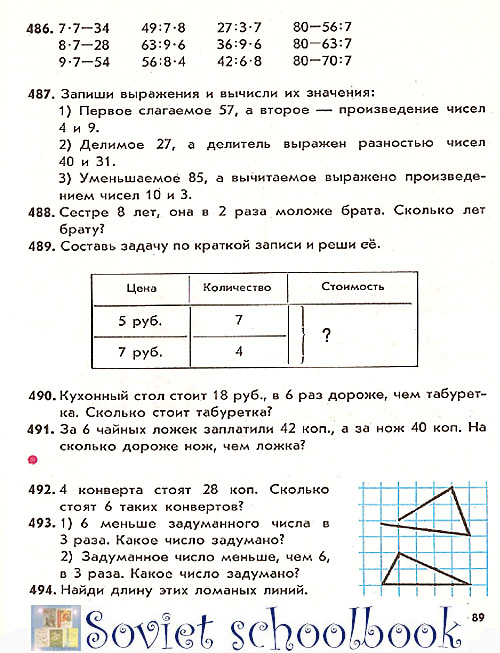 486. 7·7—34 49:7·8 27:3·7 80—56:7
8·7—28 63:9·6 36:9·6 80—63:7
9·7—54 56:8·4 42:6·8 80—70:7
487. Запиши выражения и вычисли их значения:
1) Первое слагаемое 57, а второе — произведение чисел
4 и 9.
2) Делимое 27, а делитель выражен разностью чисел
40 и 31.
3) Уменьшаемое 85, а вычитаемое выражено произведе-
нием чисел 10 и 3.
488. Сестре 8 лет, она в 2 раза моложе брата. Сколько лет
брату?
489. Составь задачу по краткой записи и реши её.
Цена Количество Стоимость
5 руб. 7
?
7 руб. 4
490. Кухонный стол стоит 18 руб., в 6 раз дороже, чем табурет-
ка. Сколько стоит табуретка?
491. За 6 чайных ложек заплатили 42 коп., а за нож 40 коп. На
сколько дороже нож, чем ложка?
492. 4 конверта стоят 28 коп. Сколько
стоят 6 таких конвертов?
493. 1) 6 меньше задуманного числа в
3 раза. Какое число задумано?
2) Задуманное число меньше, чем 6,
в 3 раза. Какое число задумано?
494. Найди длину этих ломаных линий.
89
Soviet schoolbook